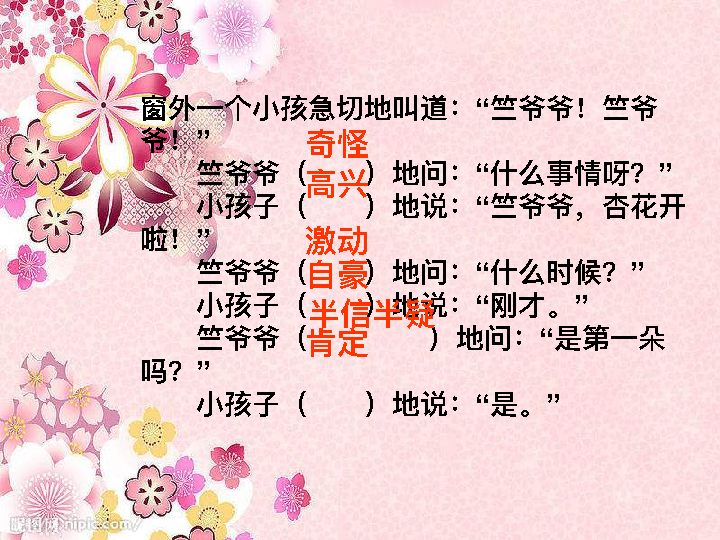 窗外一个小孩急切地叫道：“竺爷爷！竺爷
爷！”
奇怪
竺爷爷（　　）地问：“什么事情呀？”
高兴
小孩子（　　）地说：“竺爷爷，杏花开
啦！”
激动
竺爷爷（　　）地问：“什么时候？”
自豪
小孩子（　　）地说：“刚才。”
半信半疑
竺爷爷（　　　　）地问：“是第一朵
肯定
吗？”
小孩子（　　）地说：“是。”
昵图网 nipic.com/